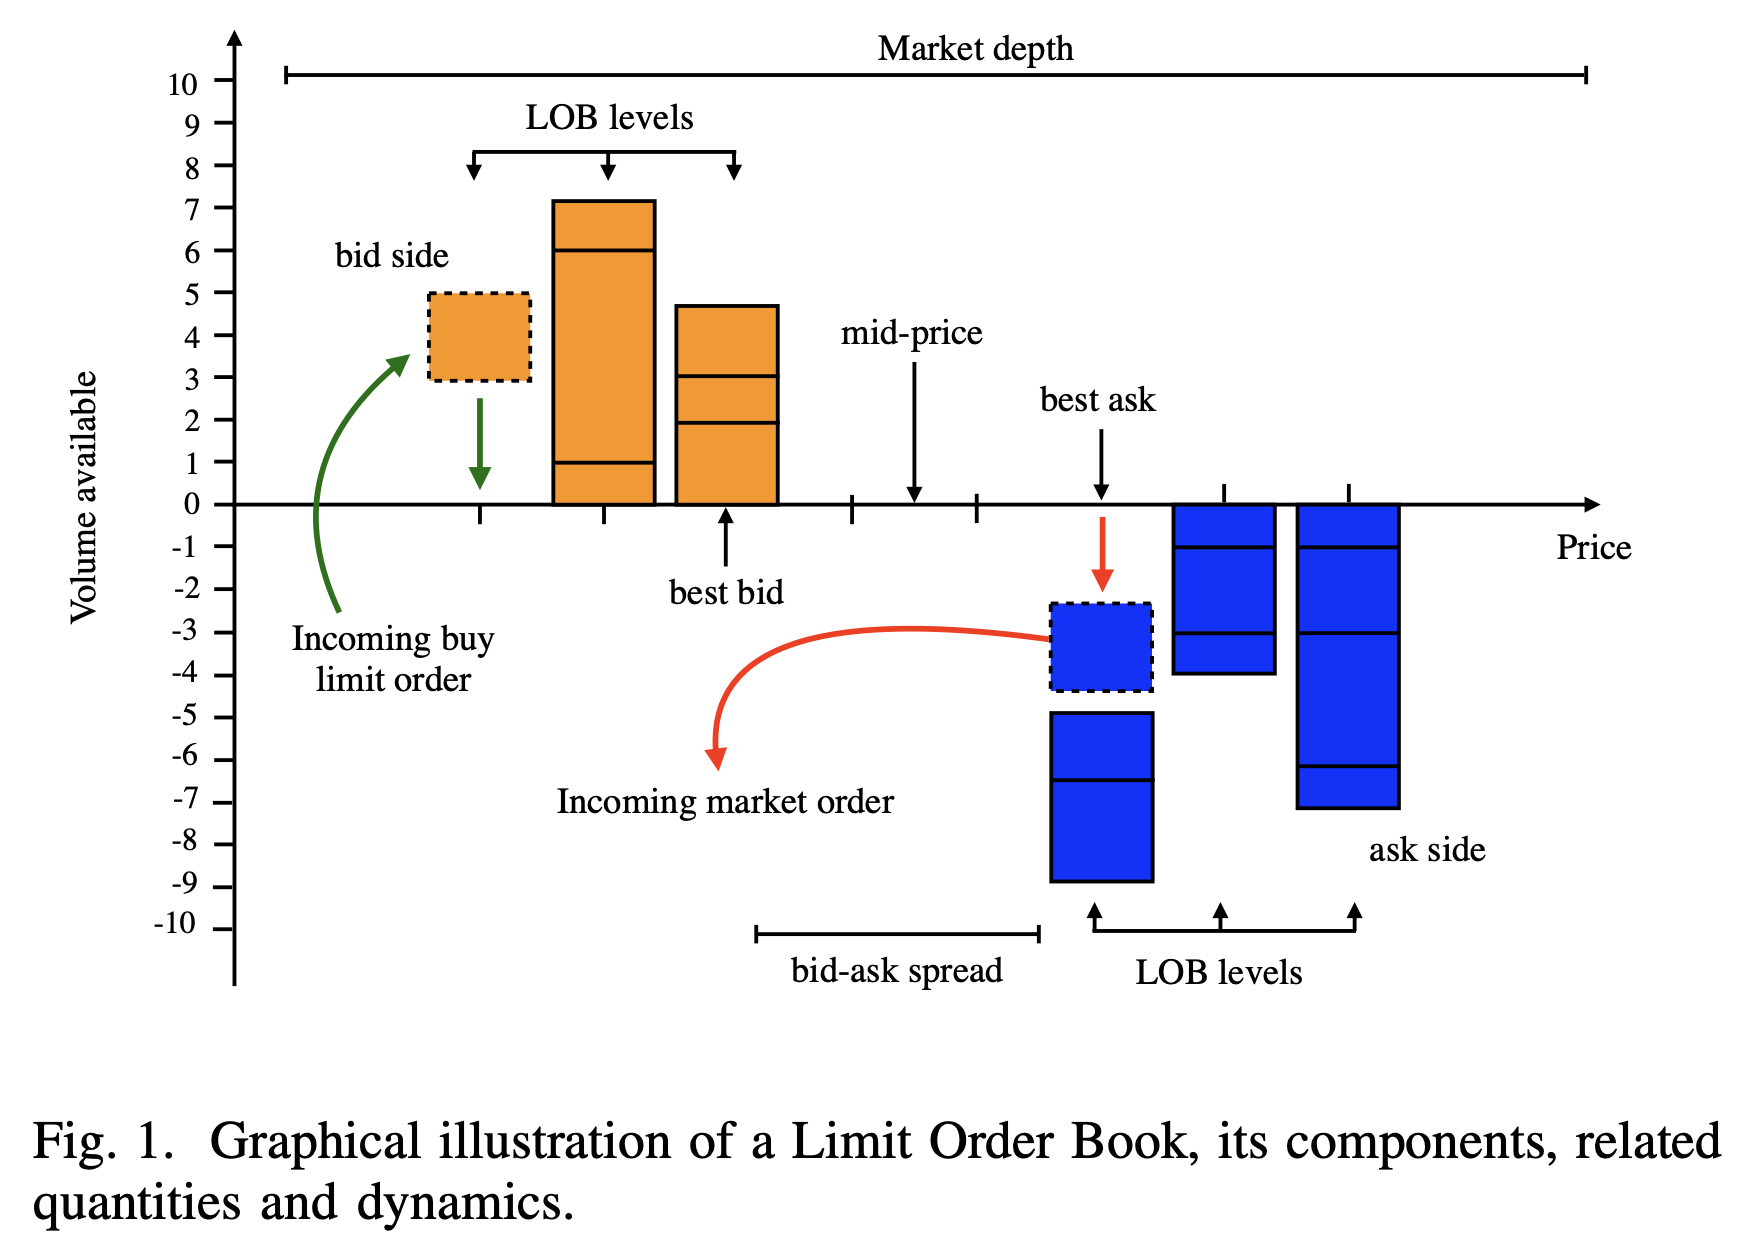 Market depth
10
LOB levels
9
8
7
bid side
6
5
mid-price
4
3
best ask
2
1
0
Volume available
-1
Price
-2
best bid
-3
Incoming buy
limit order
-4
-5
-6
-7
Incoming market order
-8
ask side
-9
-10
bid-ask spread
LOB levels
Fig. 1. Graphical illustration of a Limit Order Book, its components, related
quantities and dynamics.